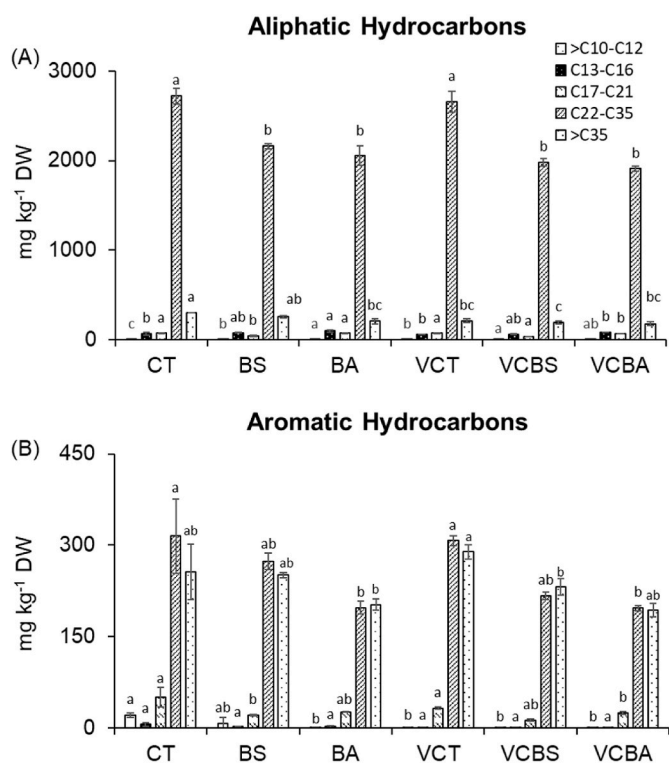 Aliphatic Hydrocarbons
(A)
>C10-C12
C13-C16
C17-C21
C22-C35
>C35
mg kg⁻¹ DW
3000
2000
1000
0
c b a a a
b ab b b ab
a a a b bc
b b a a bc
a ab a b c
ab a a b bc
CT BS BA VCT VCBS VCBA
Aromatic Hydrocarbons
(B)
mg kg⁻¹ DW
450
300
150
0
a a a a ab
ab a b ab ab
b a ab b b
b a a a a
b a ab ab b
b a b b ab
CT BS BA VCT VCBS VCBA